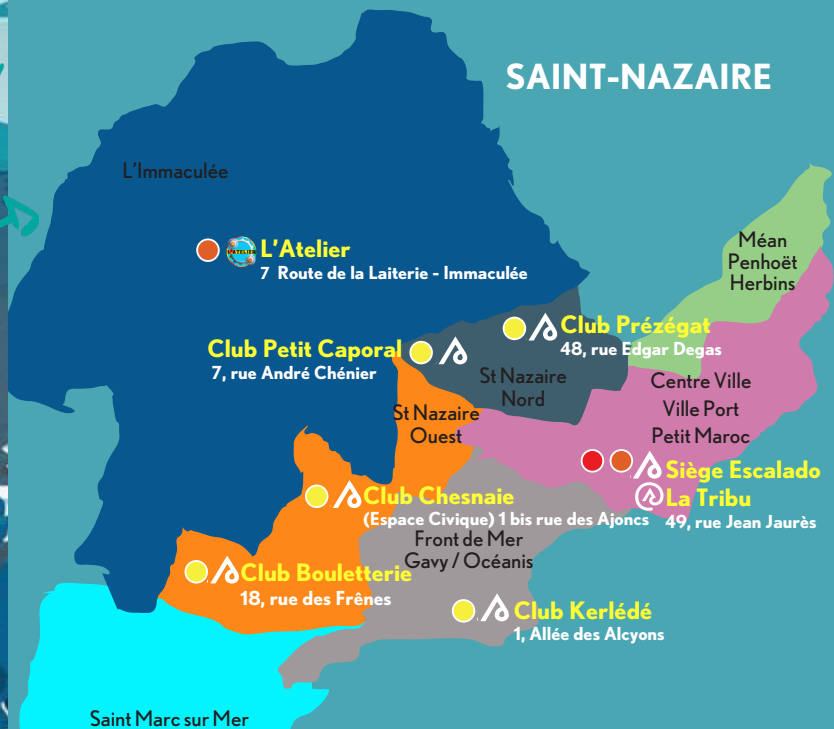 SAINT-NAZAIRE
L'Immaculée
L'ATELIER
L'Atelier
7 Route de la Laiterie - Immaculée
Méan
Penhoët
Herbins
Club Prézégat
48, rue Edgar Degas
Club Petit Caporal
7, rue André Chénier
St Nazaire
Nord
Centre Ville
Ville Port
Petit Maroc
St Nazaire
Ouest
Siège Escalado
La Tribu
49, rue Jean Jaurès
Club Chesnaie
(Espace Civique) 1 bis rue des Ajoncs
Front de Mer
Gavy / Océanis
Club Bouletterie
18, rue des Frênes
Club Kerlédé
1, Allée des Alcyons
Saint Marc sur Mer